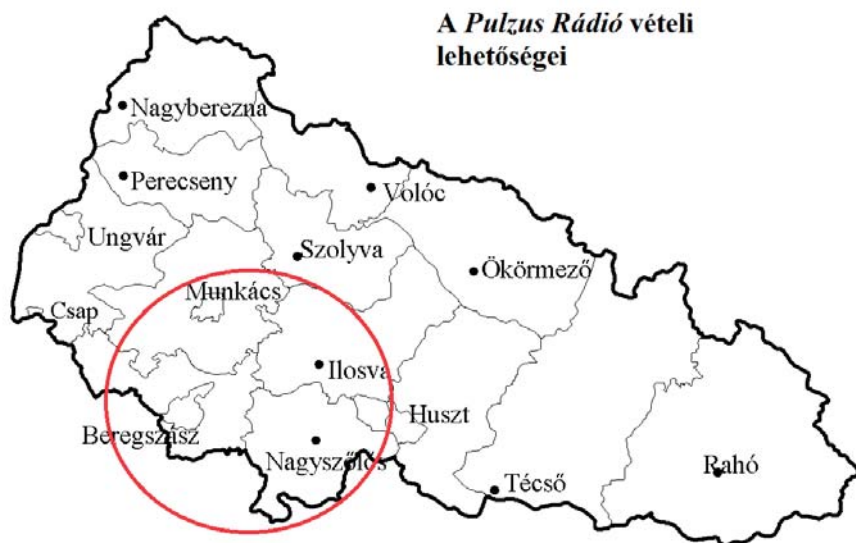 A Pulzus Rádió vételi
lehetőségei
Nagyberezna
Perecseny
Volóc
Ungvár
Szolyva
Ökörmező
Munkács
Csap
Ilosva
Huszt
Beregszász
Nagyszőlős
Rahó
Técső